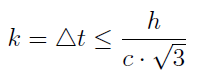 k = △t ≤ h / (c · √3)